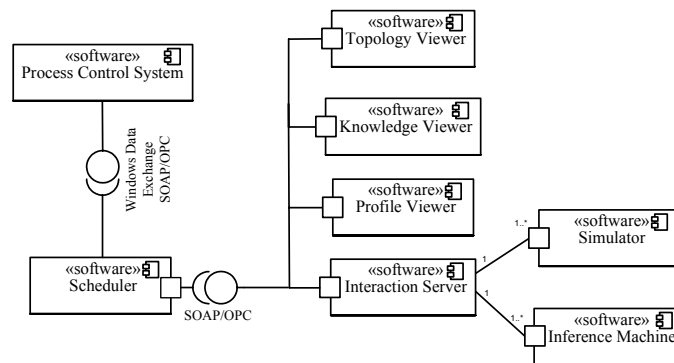 «software»
Topology Viewer
«software»
Process Control System
«software»
Knowledge Viewer
Windows Data
Exchange
SOAP/OPC
«software»
Profile Viewer
«software»
Scheduler
SOAP/OPC
«software»
Interaction Server
1
1..*
1
1..*
«software»
Simulator
«software»
Inference Machine